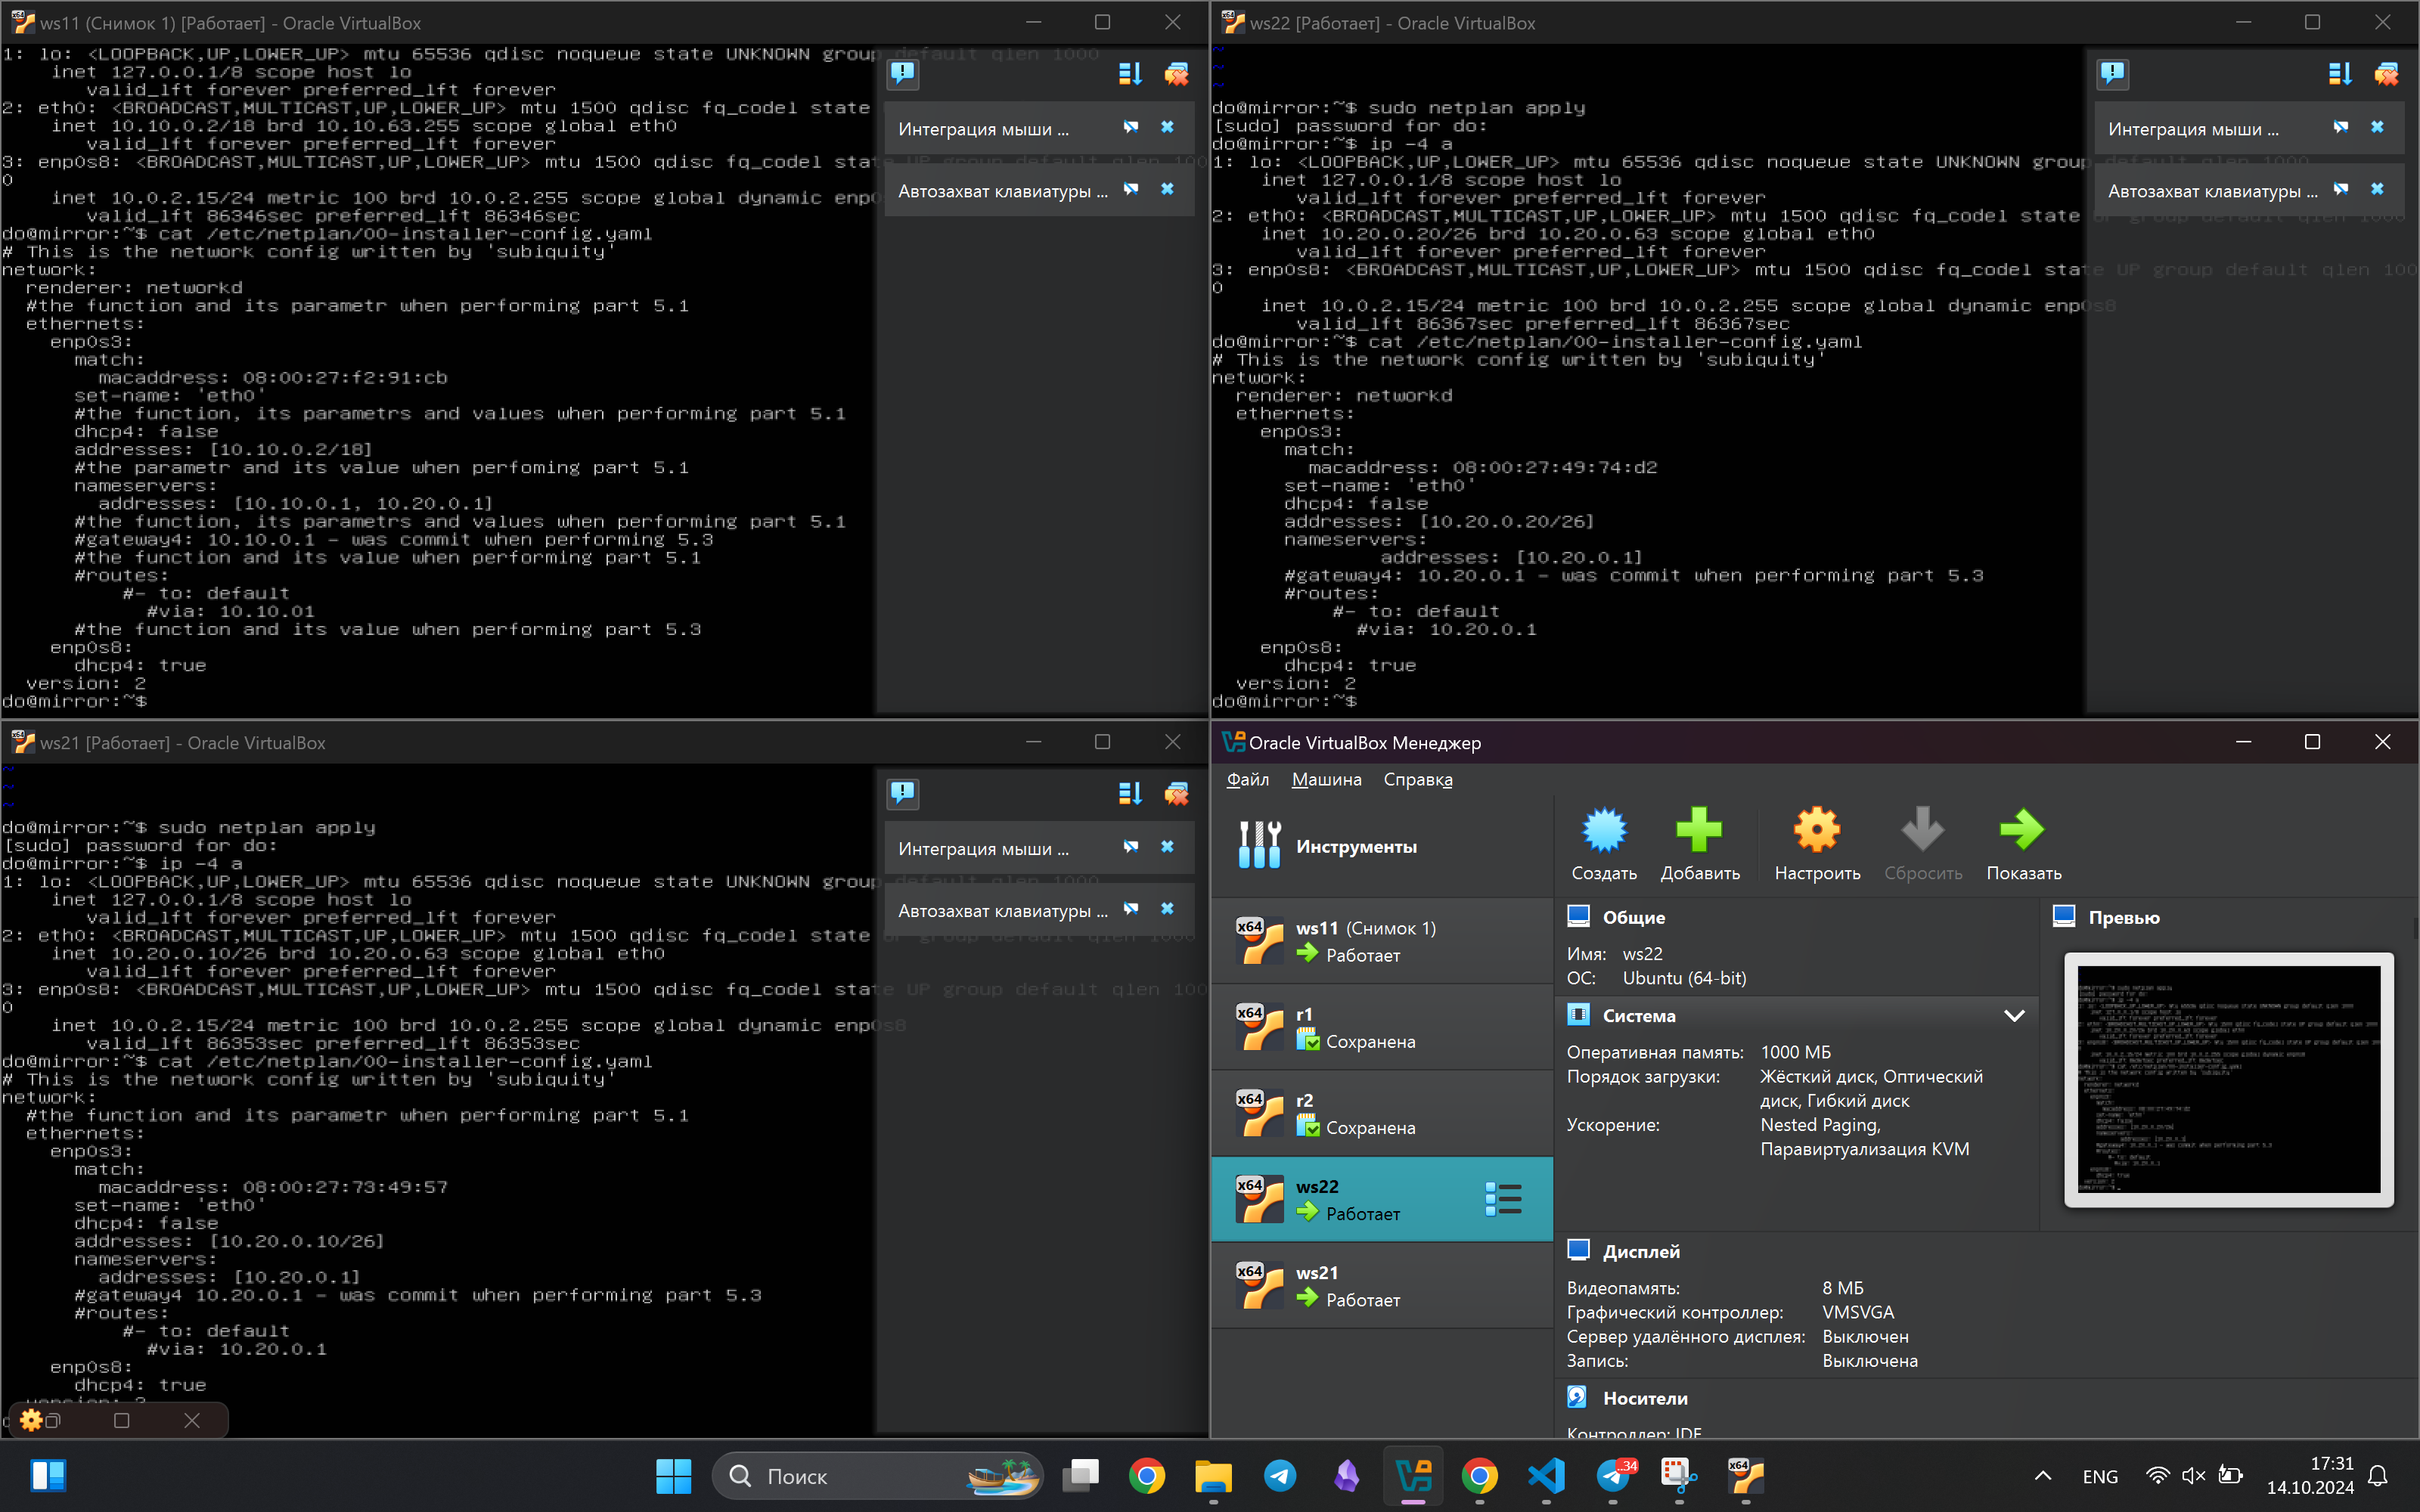 ws11 (Снимок 1) [Работает] - Oracle VirtualBox
1: lo: <LOOPBACK,UP,LOWER_UP> mtu 65536 qdisc noqueue state UNKNOWN group default qlen 1000
inet 127.0.0.1/8 scope host lo
valid_lft forever preferred_lft forever
2: eth0: <BROADCAST,MULTICAST,UP,LOWER_UP> mtu 1500 qdisc fq_codel state
inet 10.10.0.2/18 brd 10.10.63.255 scope global eth0
valid_lft forever preferred_lft forever
3: enp0s8: <BROADCAST,MULTICAST,UP,LOWER_UP> mtu 1500 qdisc fq_codel state UP group default qlen 100
0
inet 10.0.2.15/24 metric 100 brd 10.0.2.255 scope global dynamic enp0
valid_lft 86346sec preferred_lft 86346sec
do@mirror:~$ cat /etc/netplan/00-installer-config.yaml
# This is the network config written by 'subiquity'
network:
renderer: networkd
#the function and its parametr when performing part 5.1
ethernets:
enp0s3:
match:
macaddress: 08:00:27:f2:91:cb
set-name: 'eth0'
#the function, its parametrs and values when performing part 5.1
dhcp4: false
addresses: [10.10.0.2/18]
#the parametr and its value when perfoming part 5.1
nameservers:
addresses: [10.10.0.1, 10.20.0.1]
#the function, its parametrs and values when performing part 5.1
#gateway4: 10.10.0.1 - was commit when performing 5.3
#the function and its value when performing part 5.1
#routes:
#- to: default
#via: 10.10.01
#the function and its value when performing part 5.3
enp0s8:
dhcp4: true
version: 2
do@mirror:~$
Интеграция мыши ...
Автозахват клавиатуры ...
ws22 [Работает] - Oracle VirtualBox
~
~
~
do@mirror:~$ sudo netplan apply
[sudo] password for do:
do@mirror:~$ ip -4 a
1: lo: <LOOPBACK,UP,LOWER_UP> mtu 65536 qdisc noqueue state UNKNOWN group default qlen 1000
inet 127.0.0.1/8 scope host lo
valid_lft forever preferred_lft forever
2: eth0: <BROADCAST,MULTICAST,UP,LOWER_UP> mtu 1500 qdisc fq_codel state UP group default qlen 1000
inet 10.20.0.20/26 brd 10.20.0.63 scope global eth0
valid_lft forever preferred_lft forever
3: enp0s8: <BROADCAST,MULTICAST,UP,LOWER_UP> mtu 1500 qdisc fq_codel state UP group default qlen 100
0
inet 10.0.2.15/24 metric 100 brd 10.0.2.255 scope global dynamic enp0s8
valid_lft 86367sec preferred_lft 86367sec
do@mirror:~$ cat /etc/netplan/00-installer-config.yaml
# This is the network config written by 'subiquity'
network:
renderer: networkd
ethernets:
enp0s3:
match:
macaddress: 08:00:27:49:74:d2
set-name: 'eth0'
dhcp4: false
addresses: [10.20.0.20/26]
nameservers:
addresses: [10.20.0.1]
#gateway4: 10.20.0.1 - was commit when performing part 5.3
#routes:
#- to: default
#via: 10.20.0.1
enp0s8:
dhcp4: true
version: 2
do@mirror:~$
Интеграция мыши ...
Автозахват клавиатуры ...
ws21 [Работает] - Oracle VirtualBox
~
~
~
do@mirror:~$ sudo netplan apply
[sudo] password for do:
do@mirror:~$ ip -4 a
1: lo: <LOOPBACK,UP,LOWER_UP> mtu 65536 qdisc noqueue state UNKNOWN group default qlen 1000
inet 127.0.0.1/8 scope host lo
valid_lft forever preferred_lft forever
2: eth0: <BROADCAST,MULTICAST,UP,LOWER_UP> mtu 1500 qdisc fq_codel state UP group default qlen 1000
inet 10.20.0.10/26 brd 10.20.0.63 scope global eth0
valid_lft forever preferred_lft forever
3: enp0s8: <BROADCAST,MULTICAST,UP,LOWER_UP> mtu 1500 qdisc fq_codel state UP group default qlen 100
0
inet 10.0.2.15/24 metric 100 brd 10.0.2.255 scope global dynamic enp0s8
valid_lft 86353sec preferred_lft 86353sec
do@mirror:~$ cat /etc/netplan/00-installer-config.yaml
# This is the network config written by 'subiquity'
network:
#the function and its parametr when performing part 5.1
ethernets:
enp0s3:
match:
macaddress: 08:00:27:73:49:57
set-name: 'eth0'
dhcp4: false
addresses: [10.20.0.10/26]
nameservers:
addresses: [10.20.0.1]
#gateway4 10.20.0.1 - was commit when performing part 5.3
#routes:
#- to: default
#via: 10.20.0.1
enp0s8:
dhcp4: true
Интеграция мыши ...
Автозахват клавиатуры ...
Oracle VirtualBox Менеджер
Файл Машина Справка
Инструменты
Создать Добавить Настроить Сбросить Показать
x64 ws11 (Снимок 1)
Работает
x64 r1
Сохранена
x64 r2
Сохранена
x64 ws22
Работает
x64 ws21
Работает
Общие
Имя: ws22
ОС: Ubuntu (64-bit)
Система
Оперативная память: 1000 МБ
Порядок загрузки: Жёсткий диск, Оптический
диск, Гибкий диск
Ускорение: Nested Paging,
Паравиртуализация KVM
Дисплей
Видеопамять: 8 МБ
Графический контроллер: VMSVGA
Сервер удалённого дисплея: Выключен
Запись: Выключена
Носители
Контроллер: IDE
Превью
Поиск
..34
x64
ENG
17:31
14.10.2024